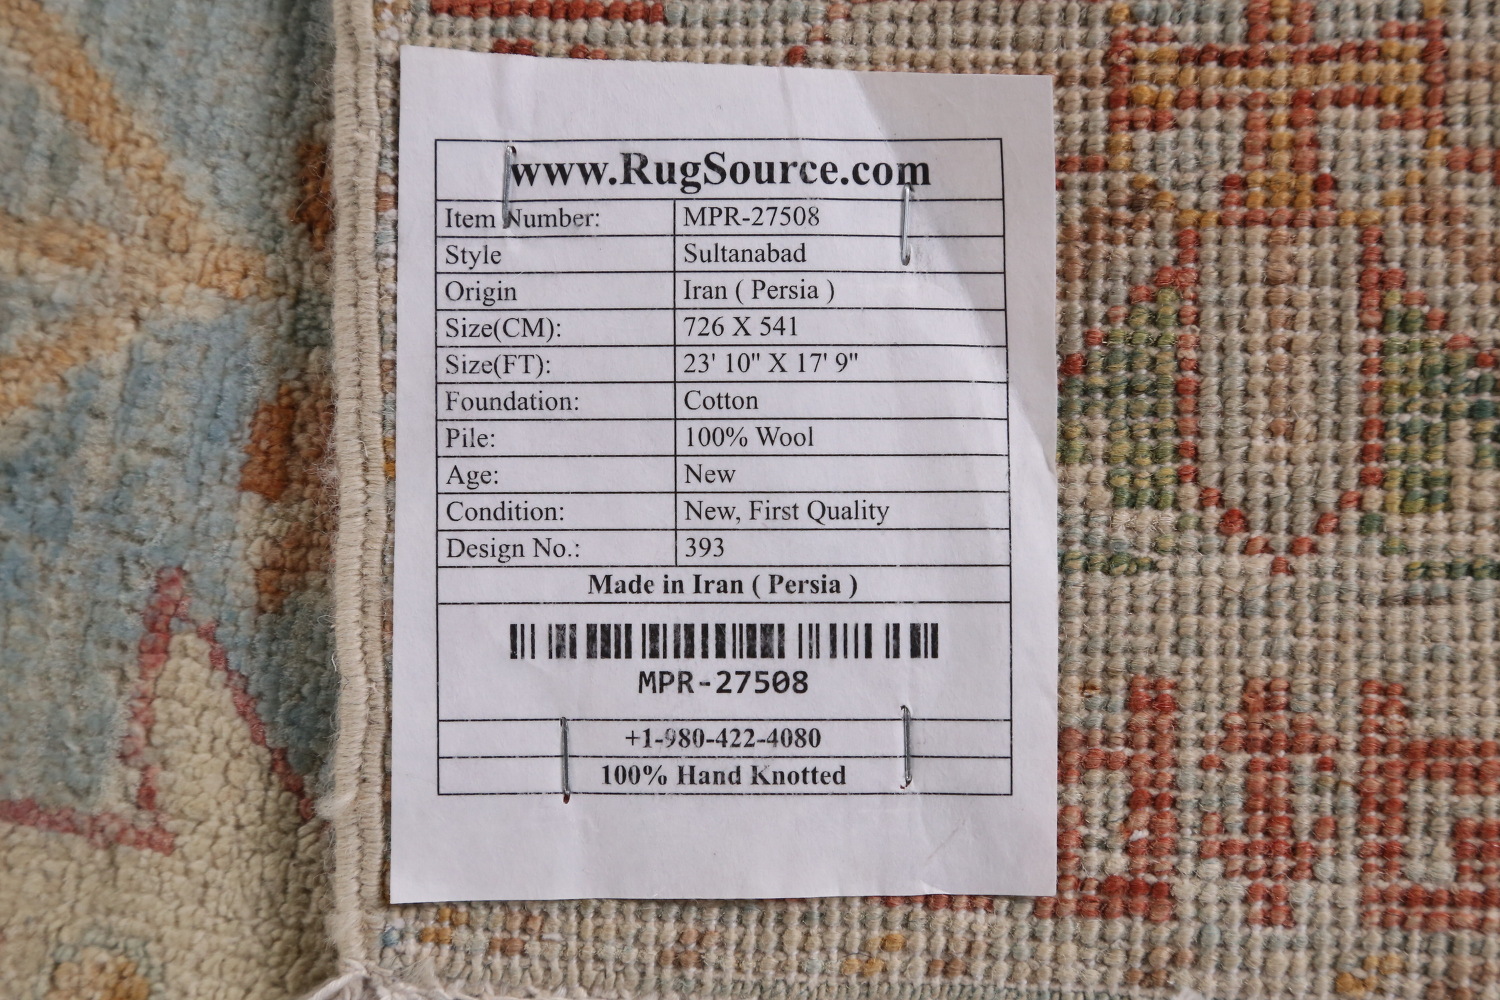 www.RugSource.com
Item Number: MPR-27508
Style Sultanabad
Origin Iran ( Persia )
Size(CM): 726 X 541
Size(FT): 23' 10" X 17' 9"
Foundation: Cotton
Pile: 100% Wool
Age: New
Condition: New, First Quality
Design No.: 393
Made in Iran ( Persia )
MPR-27508
+1-980-422-4080
100% Hand Knotted